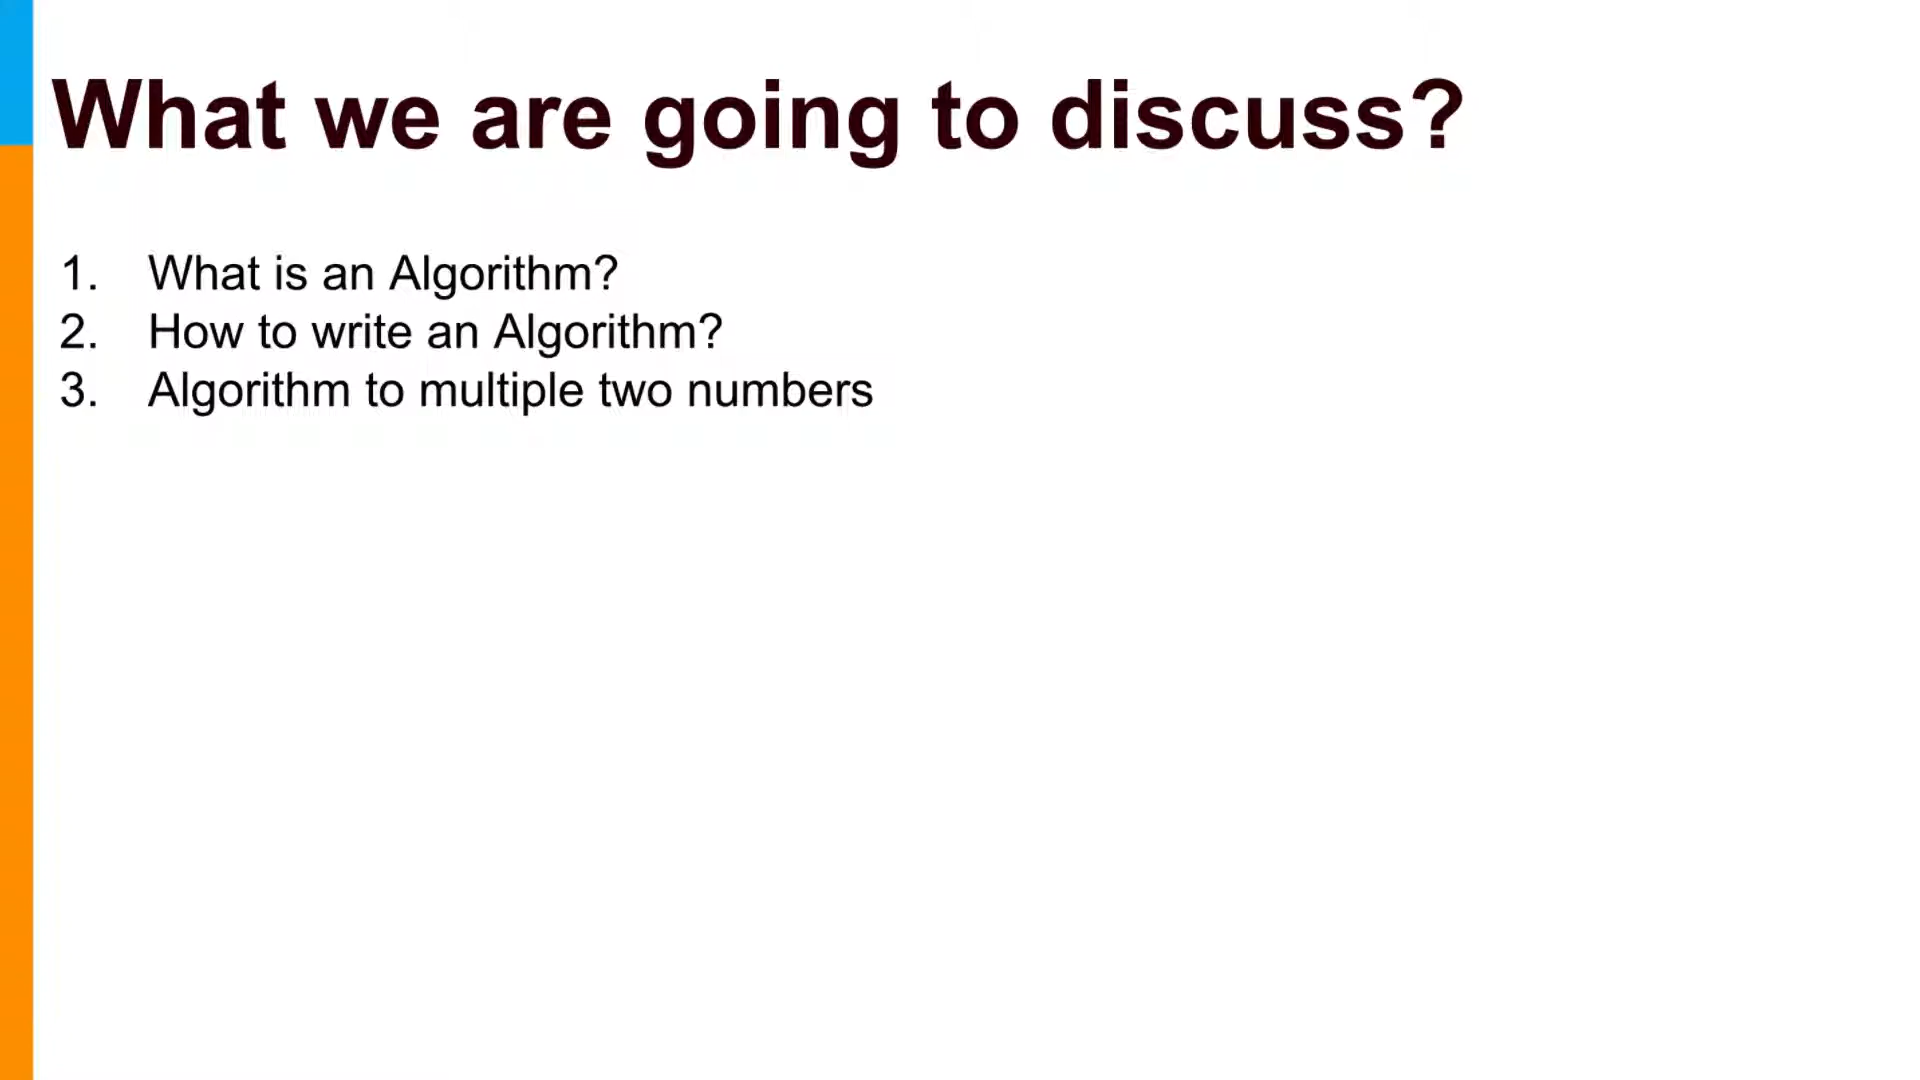 What we are going to discuss?
1. What is an Algorithm?
2. How to write an Algorithm?
3. Algorithm to multiple two numbers